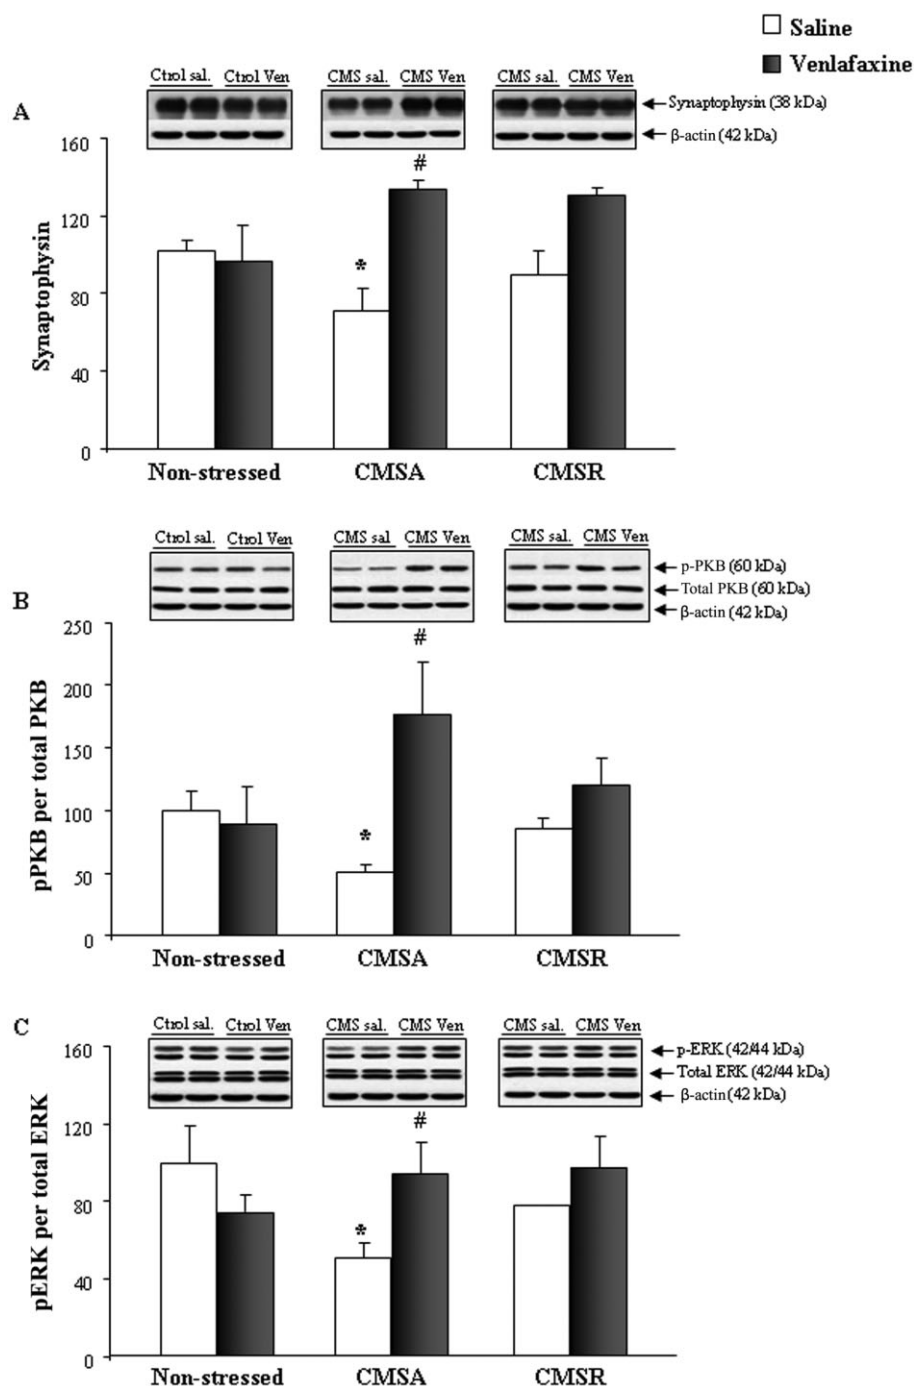 Saline
Venlafaxine
A
Ctrol sal. Ctrol Ven
CMS sal. CMS Ven
CMS sal. CMS Ven
Synaptophysin (38 kDa)
β-actin (42 kDa)
160
120
80
40
0
Synaptophysin
*
#
Non-stressed
CMSA
CMSR
B
Ctrol sal. Ctrol Ven
CMS sal. CMS Ven
CMS sal. CMS Ven
p-PKB (60 kDa)
Total PKB (60 kDa)
β-actin (42 kDa)
250
200
150
100
50
0
pPKB per total PKB
*
#
Non-stressed
CMSA
CMSR
C
Ctrol sal. Ctrol Ven
CMS sal. CMS Ven
CMS sal. CMS Ven
p-ERK (42/44 kDa)
Total ERK (42/44 kDa)
β-actin (42 kDa)
160
120
80
40
0
pERK per total ERK
*
#
Non-stressed
CMSA
CMSR